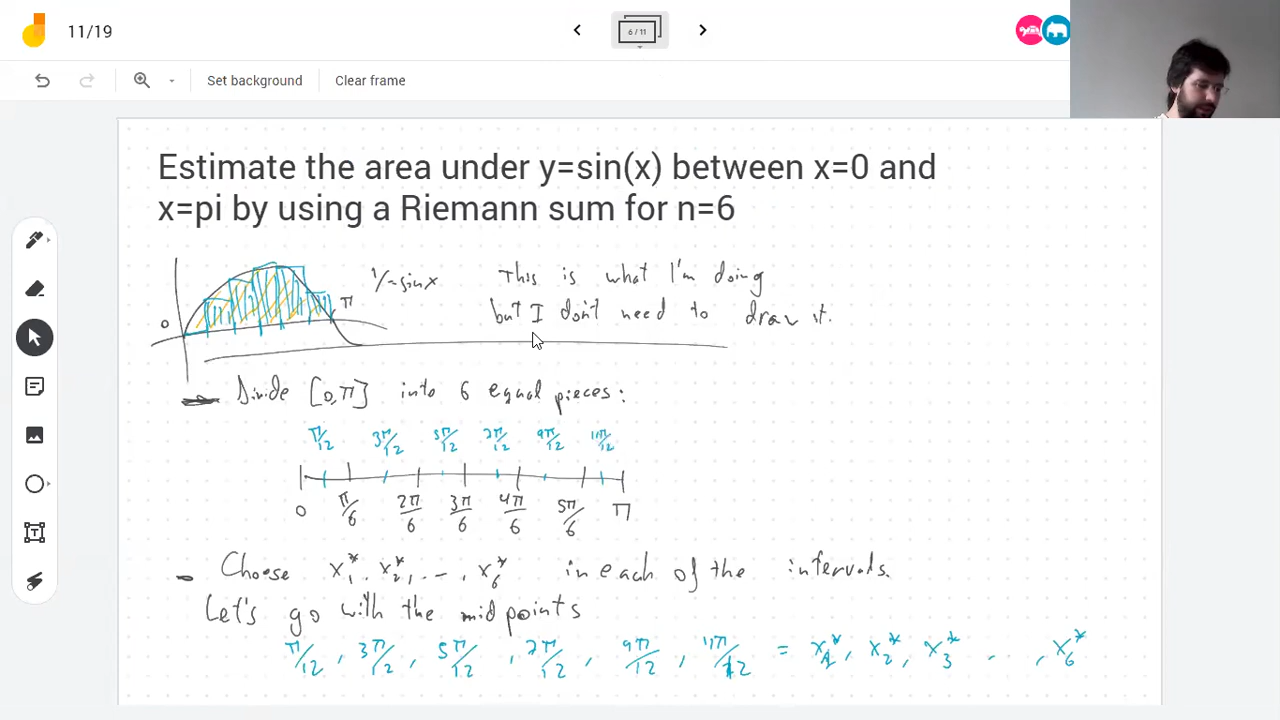 11/19
6 / 11
Set background
Clear frame
Estimate the area under y=sin(x) between x=0 and
x=pi by using a Riemann sum for n=6
y=sinx
This is what I'm doing
but I don't need to draw it.
0
π
Divide [0,π] into 6 equal pieces:
π/12 3π/12 5π/12 7π/12 9π/12 11π/12
0 π/6 2π/6 3π/6 4π/6 5π/6 π
- Choose x₁*, x₂*, ..., x₆* in each of the intervals.
Let's go with the midpoints
π/12, 3π/12, 5π/12, 7π/12, 9π/12, 11π/12 = x₁*, x₂*, x₃* ..., x₆*